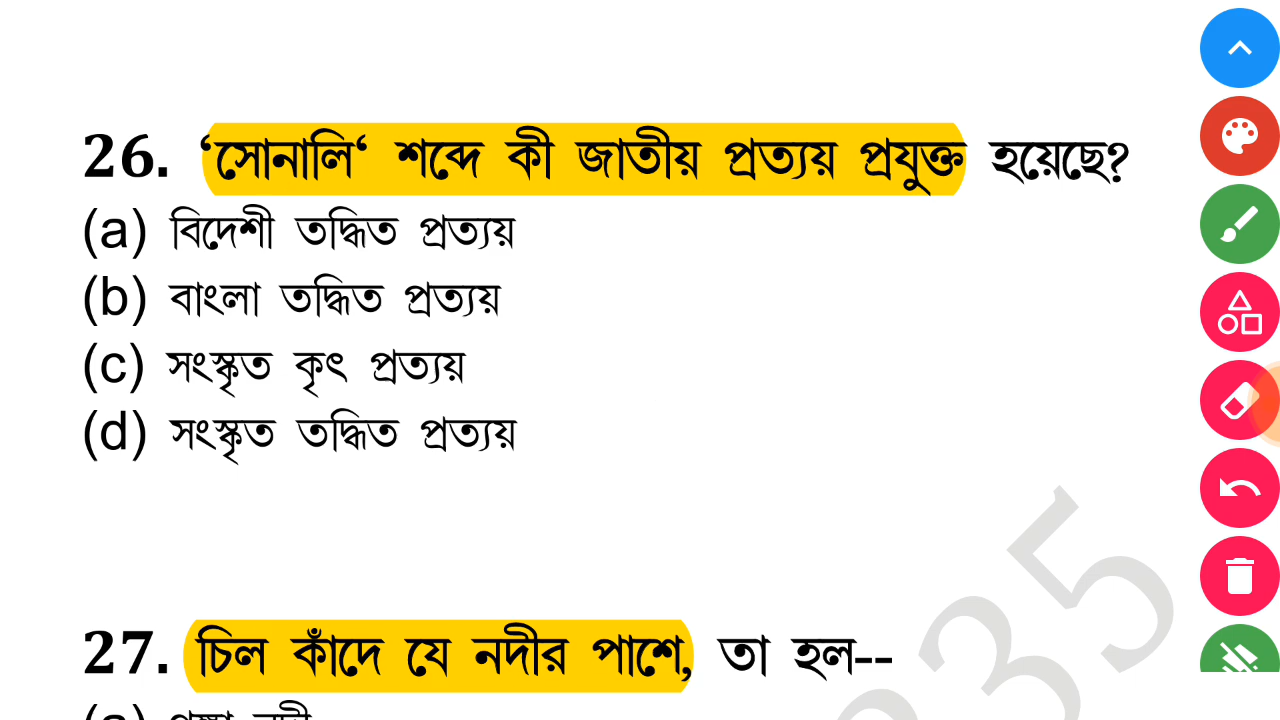 26. ‘সোনালি‘ শব্দে কী জাতীয় প্রত্যয় প্রযুক্ত হয়েছে?
(a) বিদেশী তদ্ধিত প্রত্যয়
(b) বাংলা তদ্ধিত প্রত্যয়
(c) সংস্কৃত কৃৎ প্রত্যয়
(d) সংস্কৃত তদ্ধিত প্রত্যয়
27. চিল কাঁদে যে নদীর পাশে, তা হল--